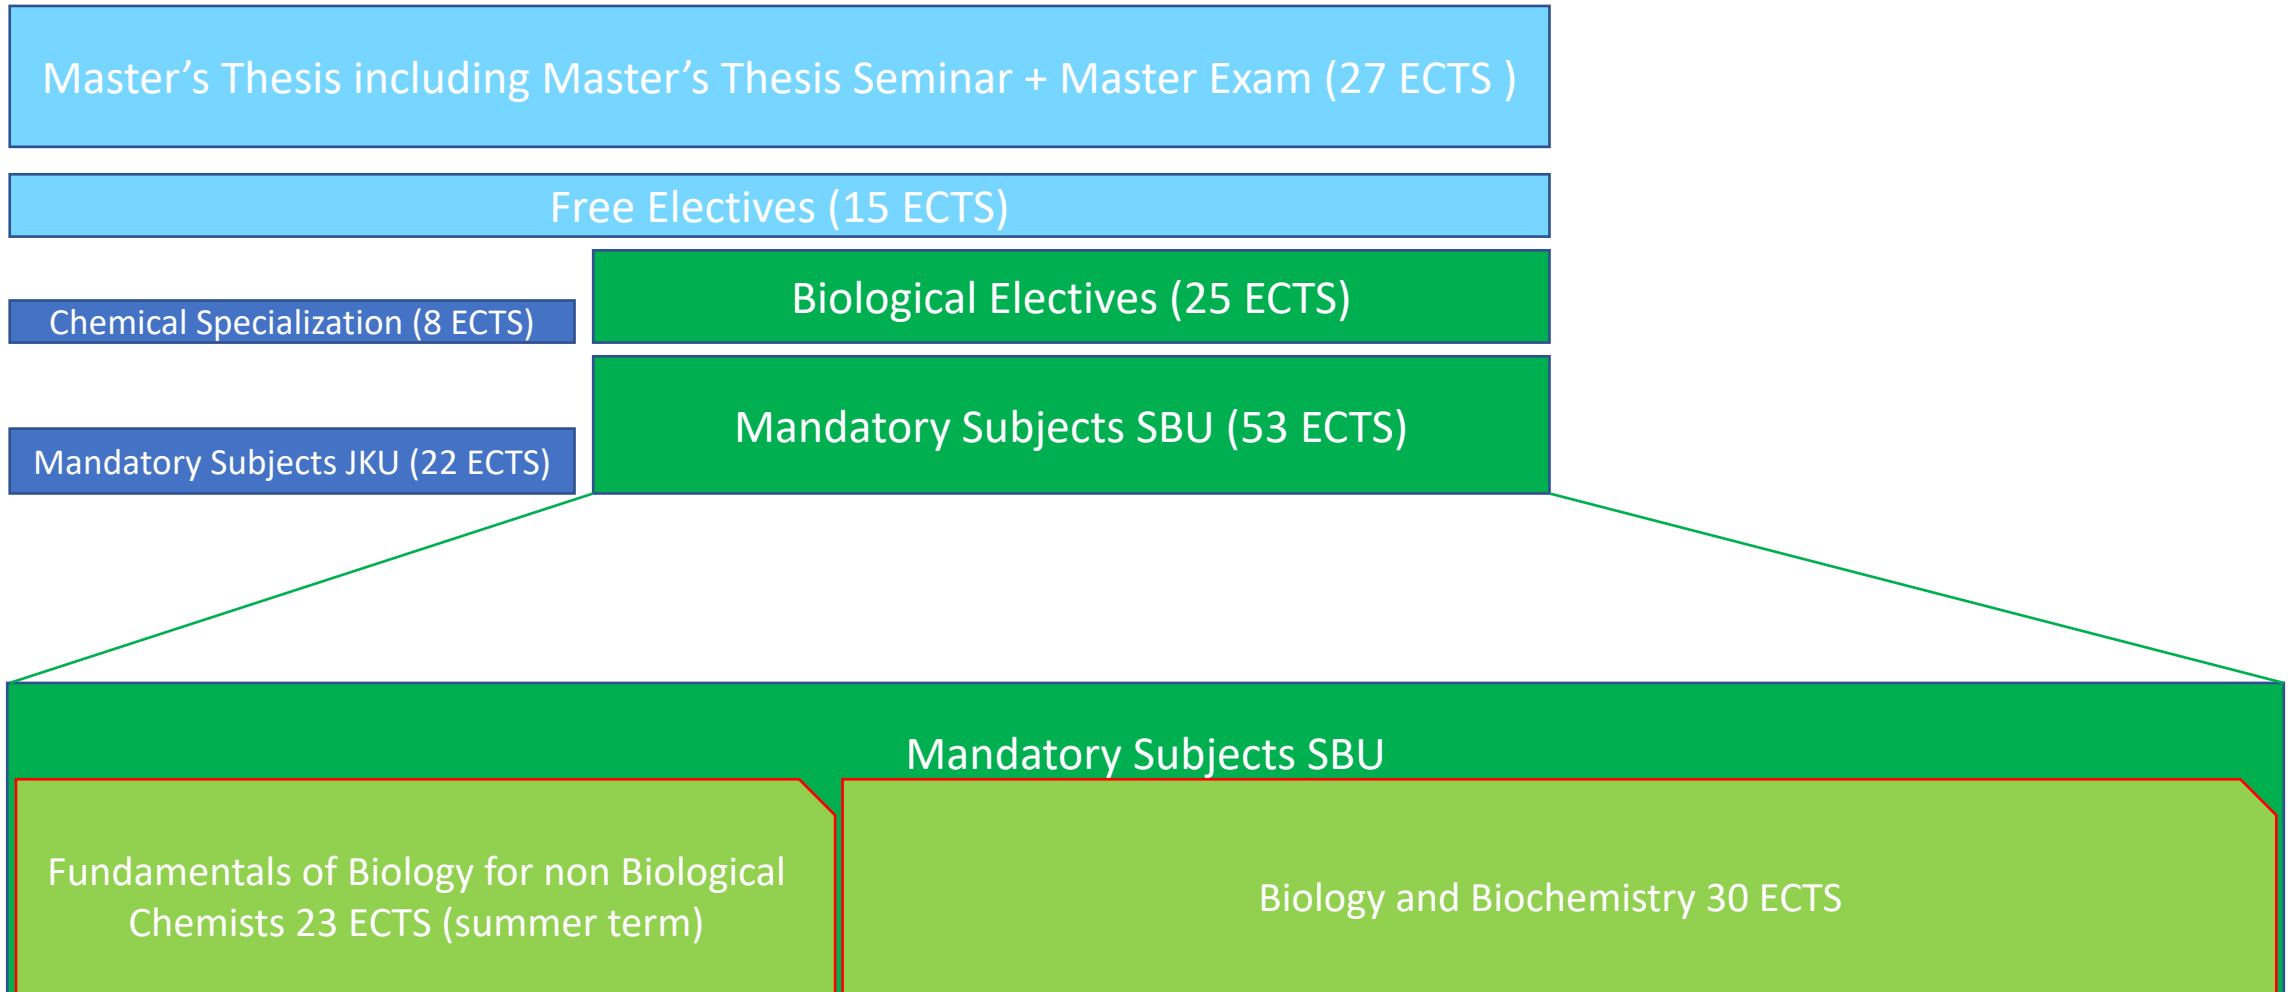 Master’s Thesis including Master’s Thesis Seminar + Master Exam (27 ECTS )
Free Electives (15 ECTS)
Biological Electives (25 ECTS)
Chemical Specialization (8 ECTS)
Mandatory Subjects SBU (53 ECTS)
Mandatory Subjects JKU (22 ECTS)
Mandatory Subjects SBU
Fundamentals of Biology for non Biological
Chemists 23 ECTS (summer term)
Biology and Biochemistry 30 ECTS